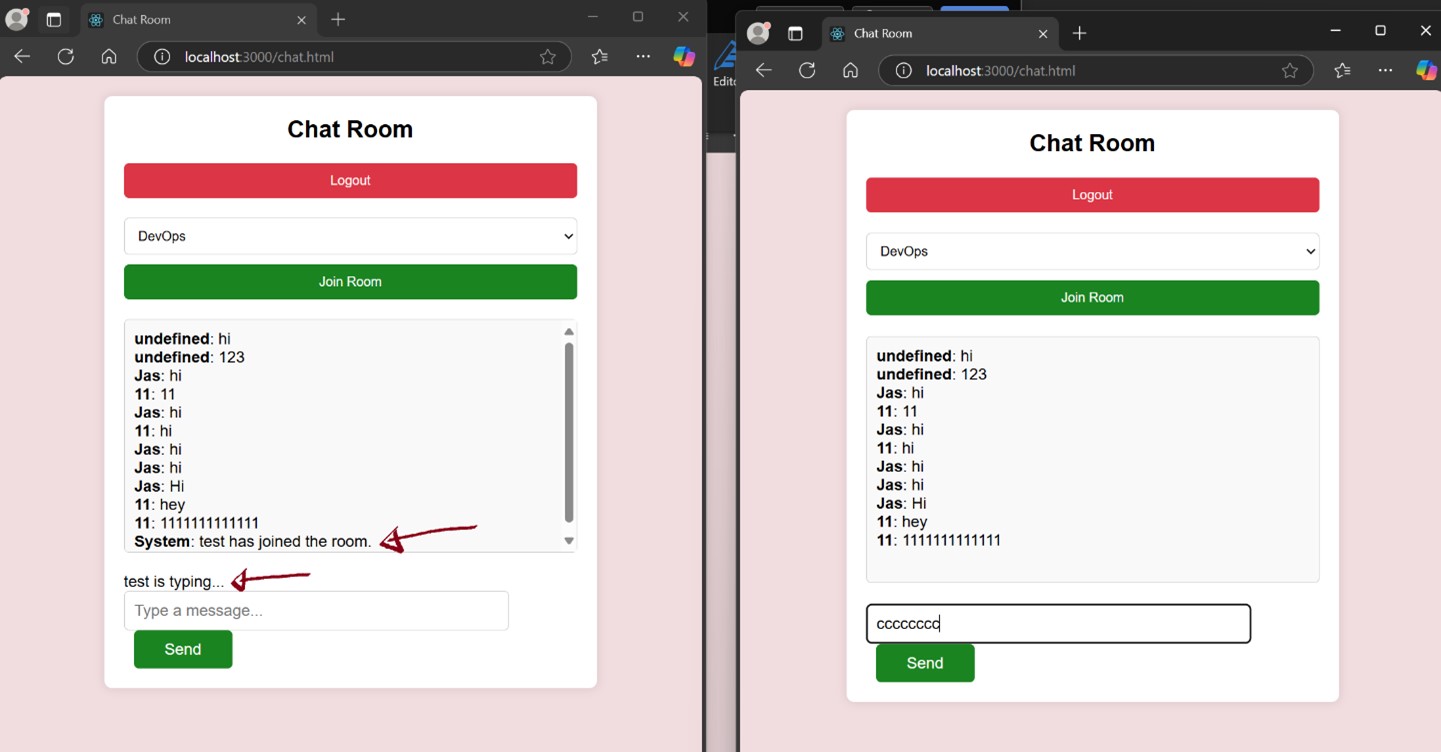 Chat Room
localhost:3000/chat.html
Chat Room
Logout
DevOps
Join Room
undefined: hi
undefined: 123
Jas: hi
11: 11
Jas: hi
11: hi
Jas: hi
Jas: hi
Jas: Hi
11: hey
11: 1111111111111
System: test has joined the room.
test is typing...
Type a message...
Send
Chat Room
localhost:3000/chat.html
Chat Room
Logout
DevOps
Join Room
undefined: hi
undefined: 123
Jas: hi
11: 11
Jas: hi
11: hi
Jas: hi
Jas: hi
Jas: Hi
11: hey
11: 1111111111111
cccccccc
Send